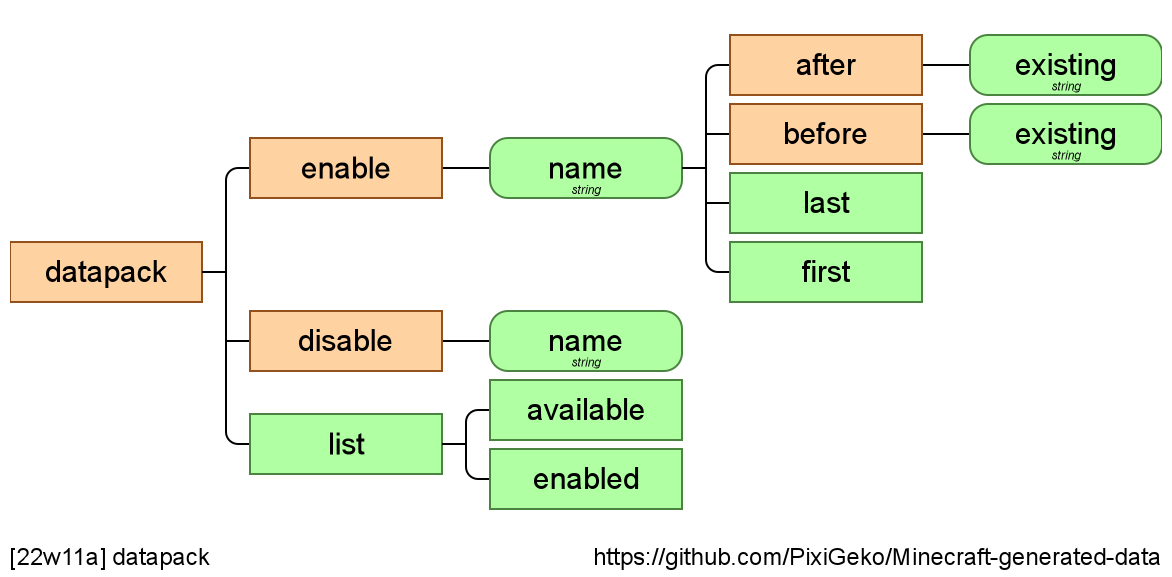 after
existing
string
before
existing
string
enable
name
string
last
first
datapack
disable
name
string
available
list
enabled
[22w11a] datapack
https://github.com/PixiGeko/Minecraft-generated-data